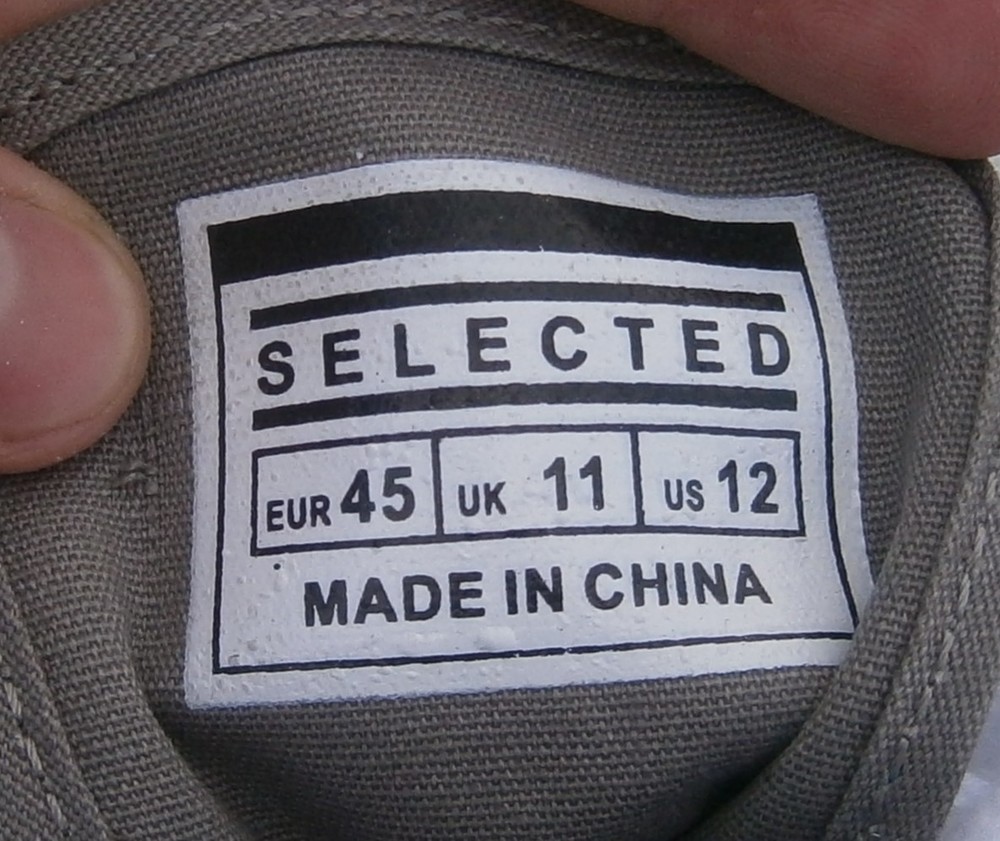 SELECTED
EUR 45 UK 11 US 12
MADE IN CHINA